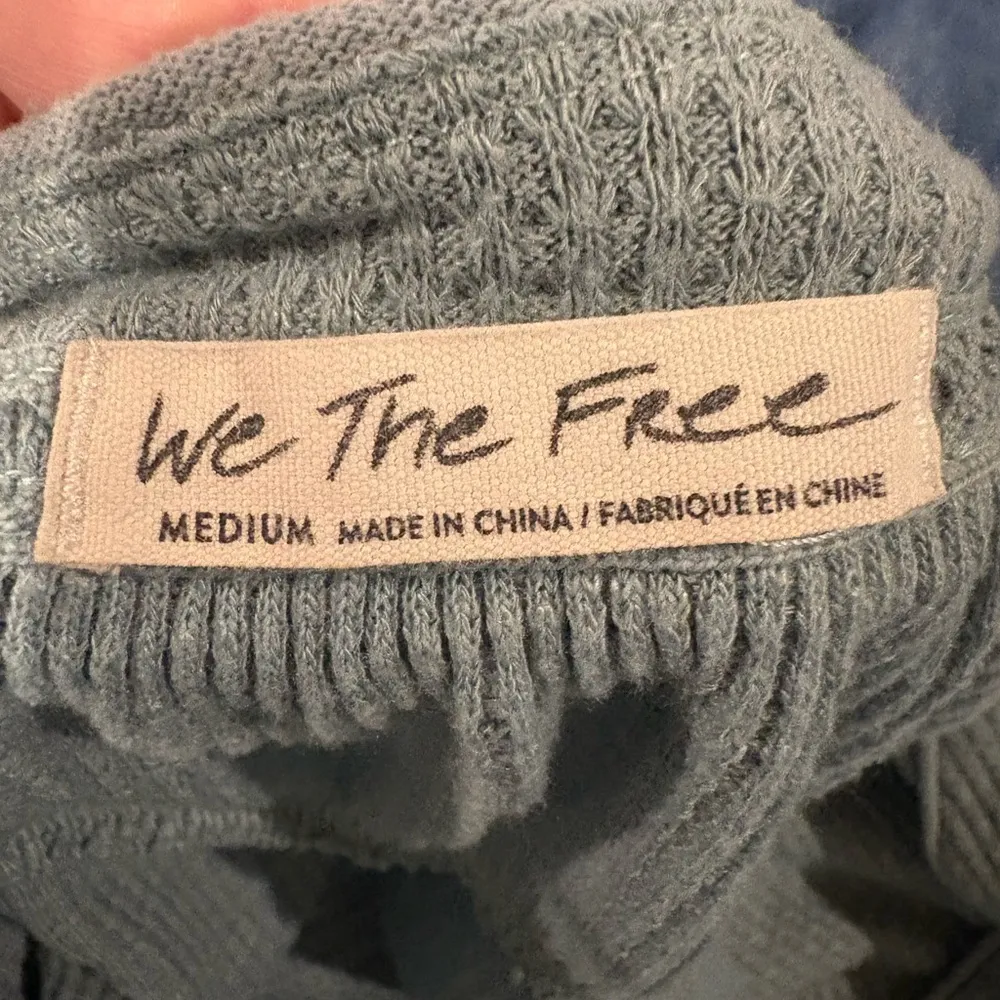 We The Free
MEDIUM MADE IN CHINA / FABRIQUÉ EN CHINE